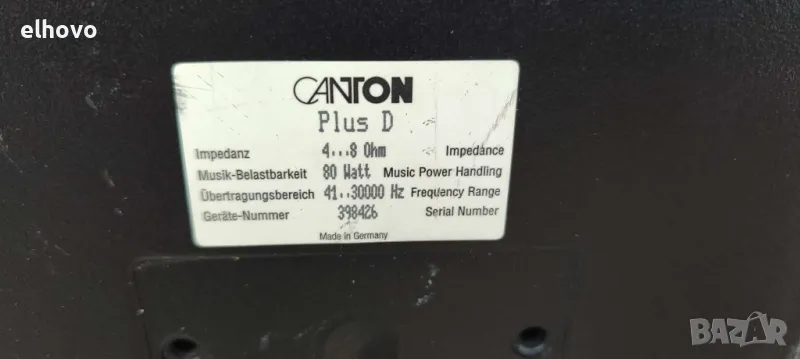 elhovo
CANTON
Plus D
Impedanz 4...8 Ohm Impedance
Musik-Belastbarkeit 80 Watt Music Power Handling
Übertragungsbereich 41..30000 Hz Frequency Range
Geräte-Nummer 398426 Serial Number
Made in Germany
BAZAR